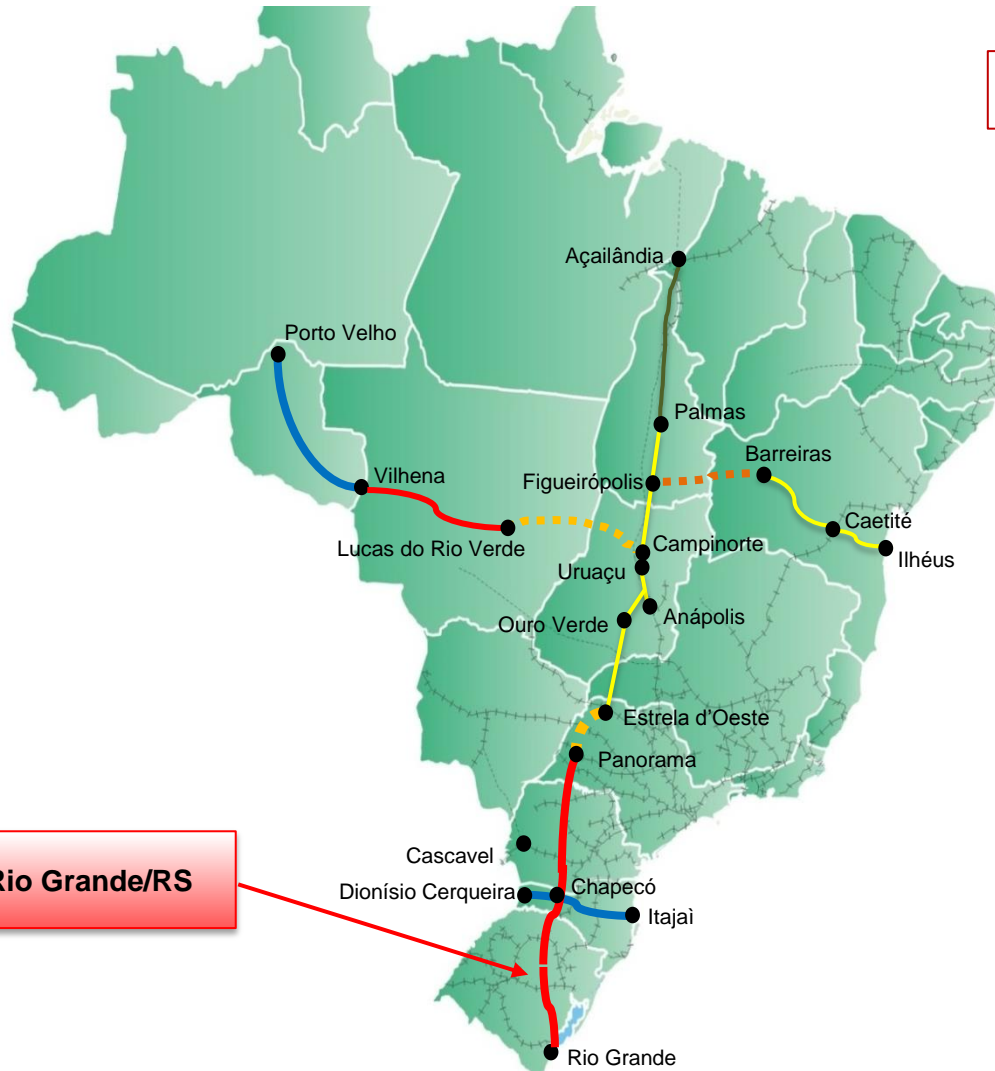 Açailândia
Porto Velho
Palmas
Barreiras
Vilhena
Figueirópolis
Caetité
Lucas do Rio Verde
Campinorte
Ilhéus
Uruaçu
Ouro Verde
Anápolis
Estrela d’Oeste
Panorama
Cascavel
Rio Grande/RS
Dionísio Cerqueira
Chapecó
Itajaì
Rio Grande